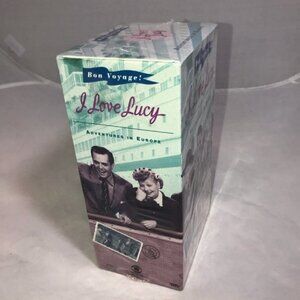 Bon Voyage!
I Love Lucy
Adventures in Europe